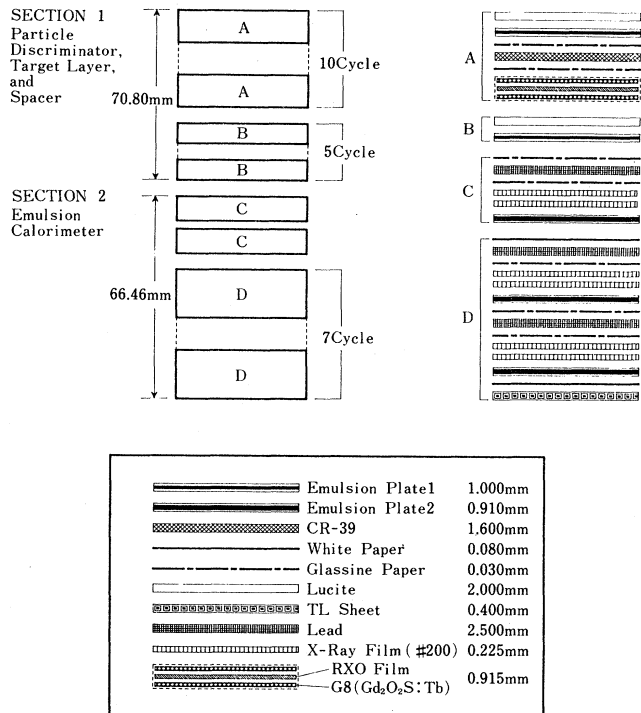 SECTION 1
Particle
Discriminator,
Target Layer,
and
Spacer
70.80mm
A
A
10Cycle
B
B
5Cycle
SECTION 2
Emulsion
Calorimeter
66.46mm
C
C
D
D
7Cycle
A
B
C
D
Emulsion Plate1 1.000mm
Emulsion Plate2 0.910mm
CR-39 1,600mm
White Paper 0.080mm
Glassine Paper 0.030mm
Lucite 2.000mm
TL Sheet 0.400mm
Lead 2.500mm
X-Ray Film (#200) 0.225mm
RXO Film
G8(Gd₂O₂S:Tb) 0.915mm